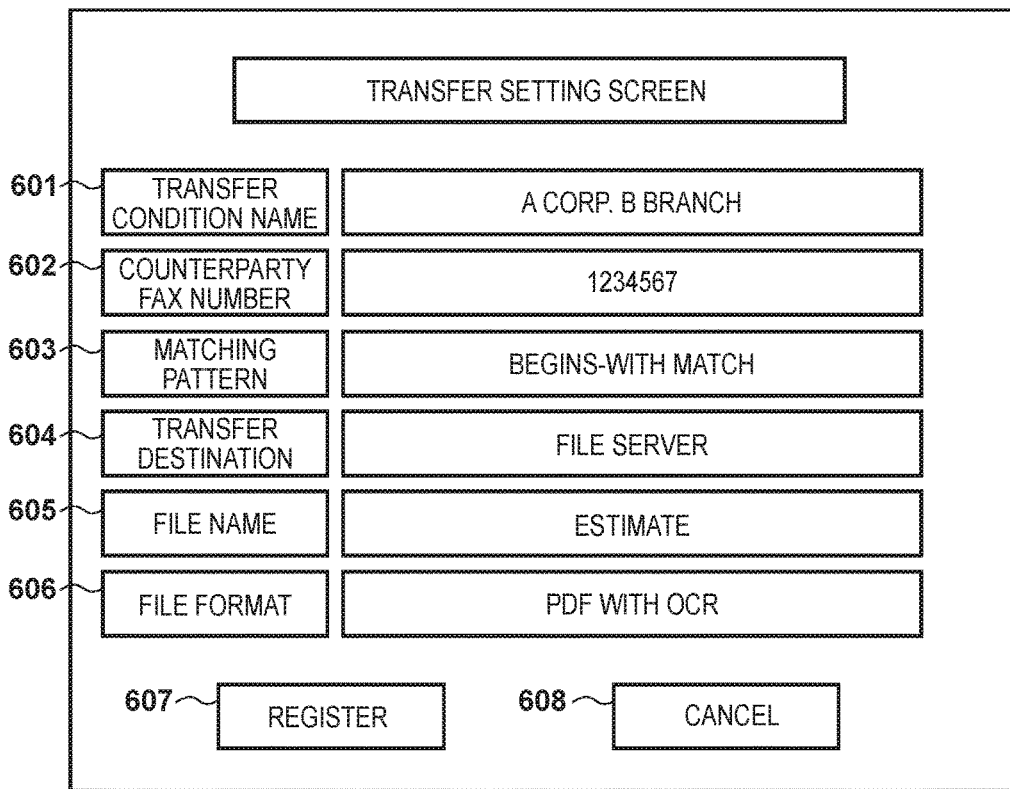 TRANSFER SETTING SCREEN
601
TRANSFER
CONDITION NAME
A CORP. B BRANCH
602
COUNTERPARTY
FAX NUMBER
1234567
603
MATCHING
PATTERN
BEGINS-WITH MATCH
604
TRANSFER
DESTINATION
FILE SERVER
605
FILE NAME
ESTIMATE
606
FILE FORMAT
PDF WITH OCR
607
REGISTER
608
CANCEL